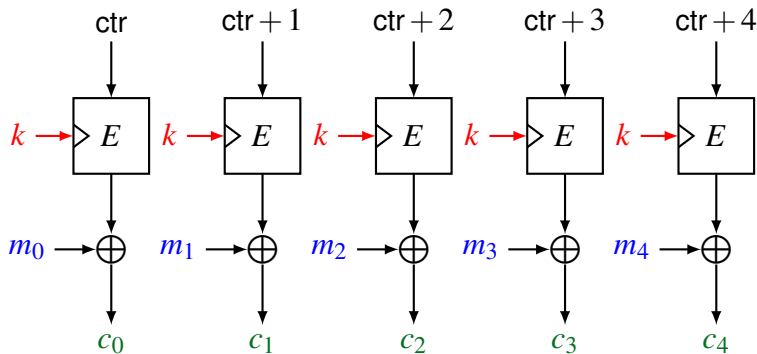 ctr ctr + 1 ctr + 2 ctr + 3 ctr + 4
k E k E k E k E k E
m₀ m₁ m₂ m₃ m₄
c₀ c₁ c₂ c₃ c₄